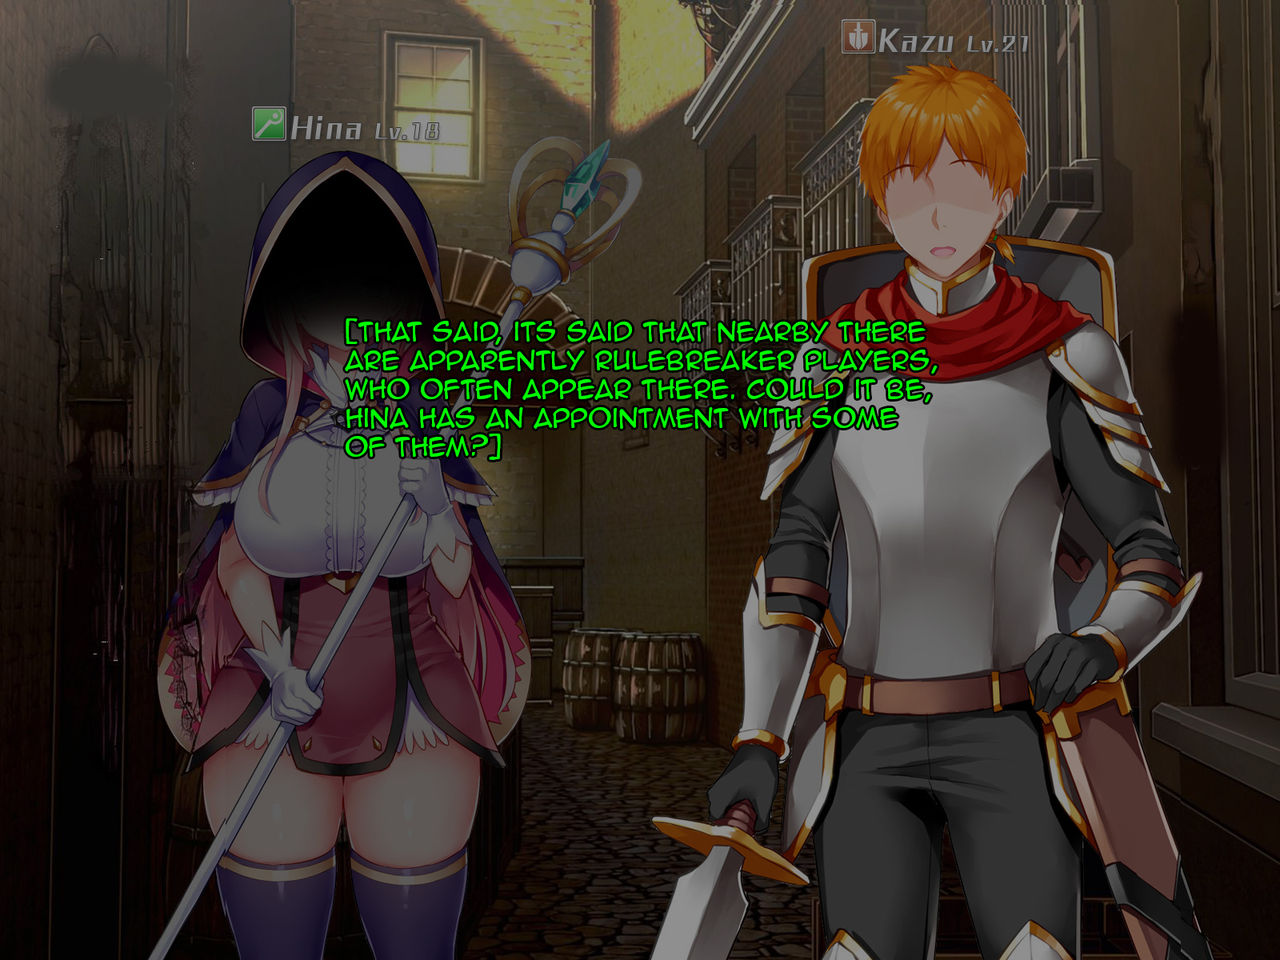 Kazu Lv.21
Hina Lv.18
[THAT SAID, ITS SAID THAT NEARBY THERE
ARE APPARENTLY RULEBREAKER PLAYERS,
WHO OFTEN APPEAR THERE. COULD IT BE,
HINA HAS AN APPOINTMENT WITH SOME
OF THEM?]